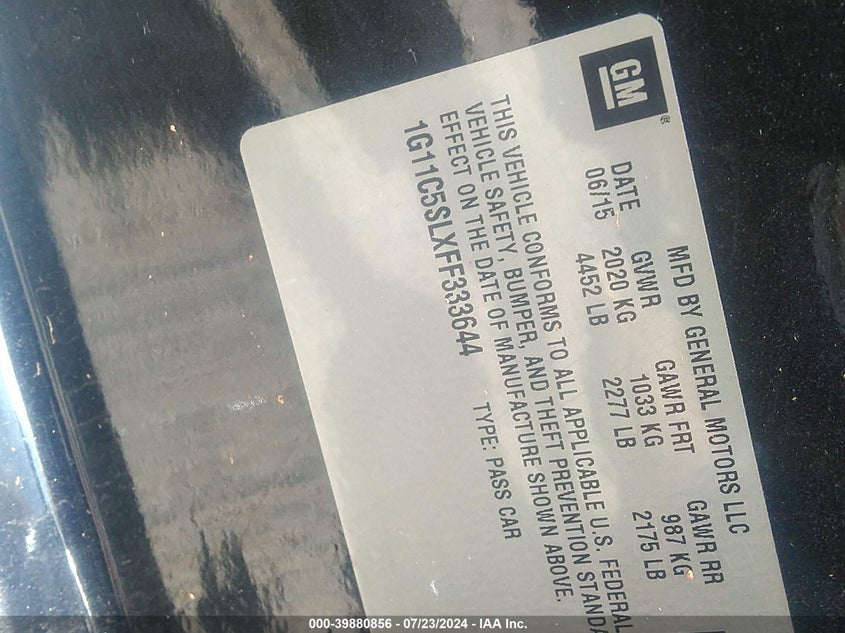 GM
MFD BY GENERAL MOTORS LLC
DATE GVWR GAWR FRT GAWR RR
06/15 2020 KG 1033 KG 987 KG
4452 LB 2277 LB 2175 LB
THIS VEHICLE CONFORMS TO ALL APPLICABLE U.S. FEDERAL
VEHICLE SAFETY, BUMPER, AND THEFT PREVENTION STANDA
EFFECT ON THE DATE OF MANUFACTURE SHOWN ABOVE.
1G11C5SLXFF333644 TYPE: PASS CAR
000-39880856 - 07/23/2024 - IAA Inc.